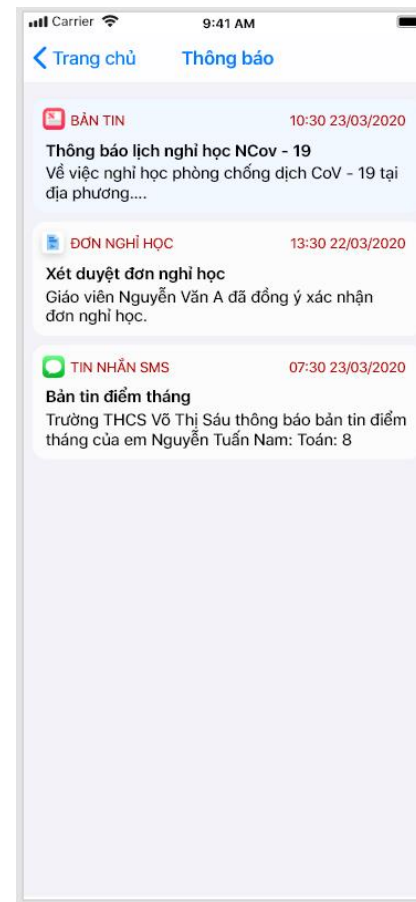 Carrier 9:41 AM
Trang chủ Thông báo
BẢN TIN 10:30 23/03/2020
Thông báo lịch nghỉ học NCov - 19
Về việc nghỉ học phòng chống dịch CoV - 19 tại
địa phương....
ĐƠN NGHỈ HỌC 13:30 22/03/2020
Xét duyệt đơn nghỉ học
Giáo viên Nguyễn Văn A đã đồng ý xác nhận
đơn nghỉ học.
TIN NHẮN SMS 07:30 23/03/2020
Bản tin điểm tháng
Trường THCS Võ Thị Sáu thông báo bản tin điểm
tháng của em Nguyễn Tuấn Nam: Toán: 8